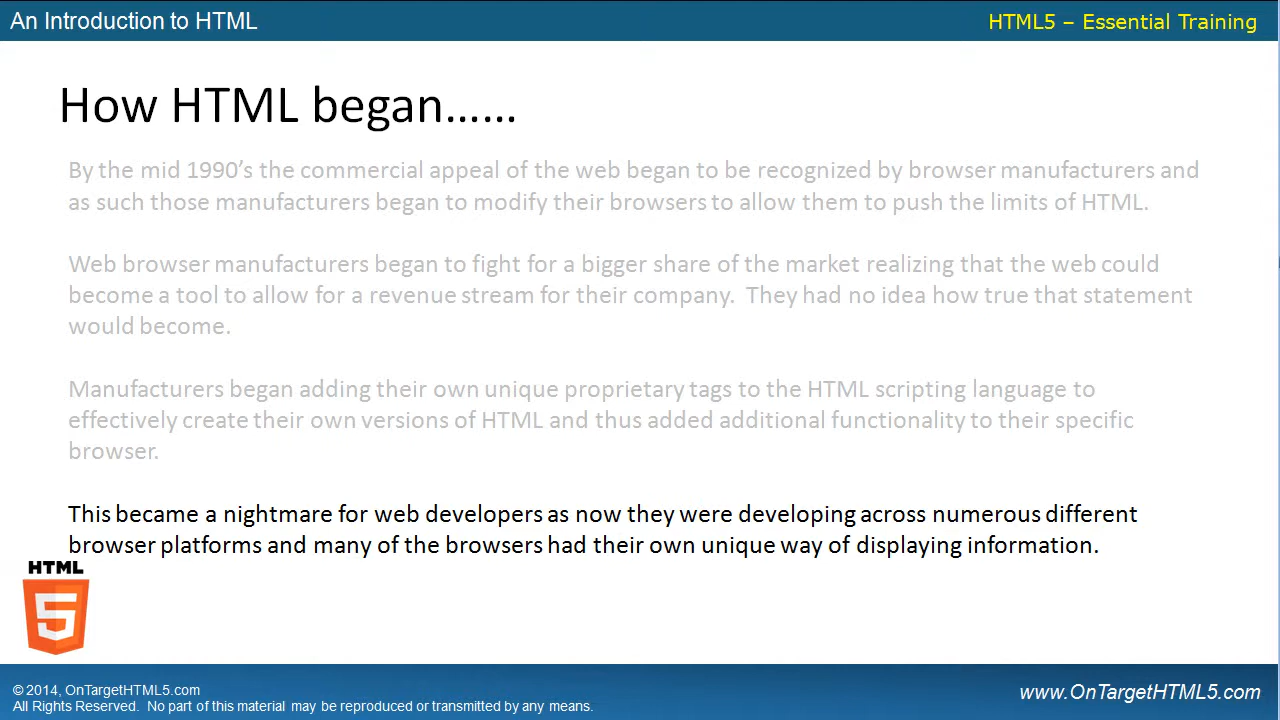 An Introduction to HTML
HTML5 – Essential Training
How HTML began……
By the mid 1990’s the commercial appeal of the web began to be recognized by browser manufacturers and
as such those manufacturers began to modify their browsers to allow them to push the limits of HTML.
Web browser manufacturers began to fight for a bigger share of the market realizing that the web could
become a tool to allow for a revenue stream for their company.  They had no idea how true that statement
would become.
Manufacturers began adding their own unique proprietary tags to the HTML scripting language to
effectively create their own versions of HTML and thus added additional functionality to their specific
browser.
This became a nightmare for web developers as now they were developing across numerous different
browser platforms and many of the browsers had their own unique way of displaying information.
HTML
5
© 2014, OnTargetHTML5.com
All Rights Reserved.  No part of this material may be reproduced or transmitted by any means.
www.OnTargetHTML5.com